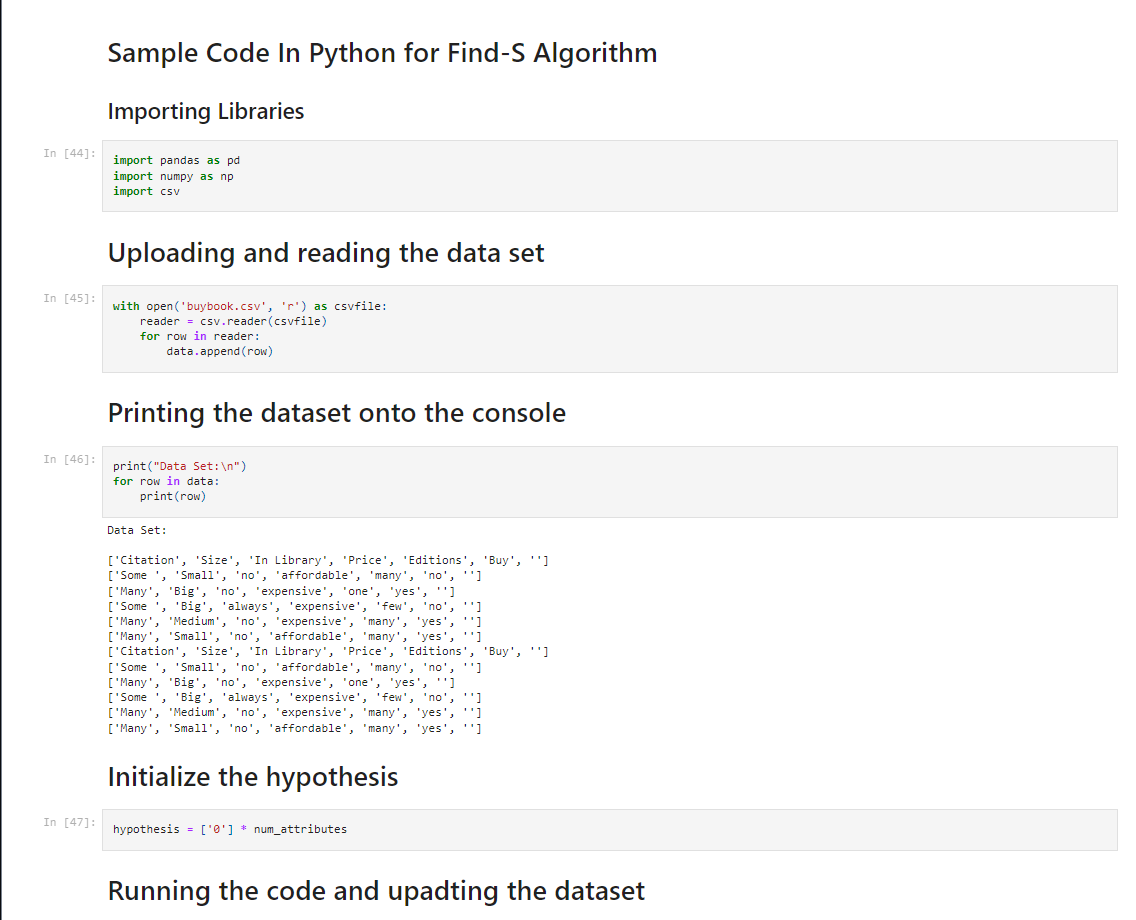 Sample Code In Python for Find-S Algorithm
Importing Libraries
In [44]:
import pandas as pd
import numpy as np
import csv
Uploading and reading the data set
In [45]:
with open('buybook.csv', 'r') as csvfile:
    reader = csv.reader(csvfile)
    for row in reader:
        data.append(row)
Printing the dataset onto the console
In [46]:
print("Data Set:\n")
for row in data:
    print(row)
Data Set:
['Citation', 'Size', 'In Library', 'Price', 'Editions', 'Buy', '']
['Some ', 'Small', 'no', 'affordable', 'many', 'no', '']
['Many', 'Big', 'no', 'expensive', 'one', 'yes', '']
['Some ', 'Big', 'always', 'expensive', 'few', 'no', '']
['Many', 'Medium', 'no', 'expensive', 'many', 'yes', '']
['Many', 'Small', 'no', 'affordable', 'many', 'yes', '']
['Citation', 'Size', 'In Library', 'Price', 'Editions', 'Buy', '']
['Some ', 'Small', 'no', 'affordable', 'many', 'no', '']
['Many', 'Big', 'no', 'expensive', 'one', 'yes', '']
['Some ', 'Big', 'always', 'expensive', 'few', 'no', '']
['Many', 'Medium', 'no', 'expensive', 'many', 'yes', '']
['Many', 'Small', 'no', 'affordable', 'many', 'yes', '']
Initialize the hypothesis
In [47]:
hypothesis = ['0'] * num_attributes
Running the code and upadting the dataset